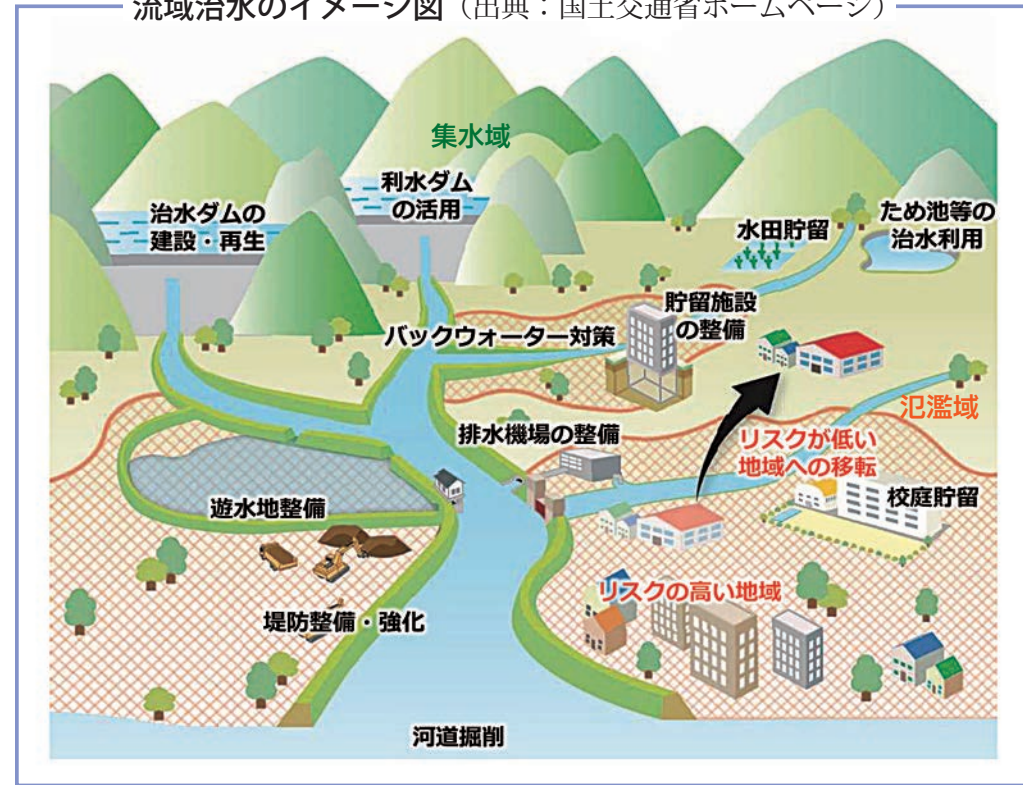 流域治水のイメージ図（出典：国土交通省ホームページ）
集水域
利水ダム
の活用
治水ダムの
建設・再生
水田貯留
ため池等の
治水利用
貯留施設
の整備
バックウォーター対策
氾濫域
排水機場の整備
リスクが低い
地域への移転
遊水地整備
校庭貯留
リスクの高い地域
堤防整備・強化
河道掘削